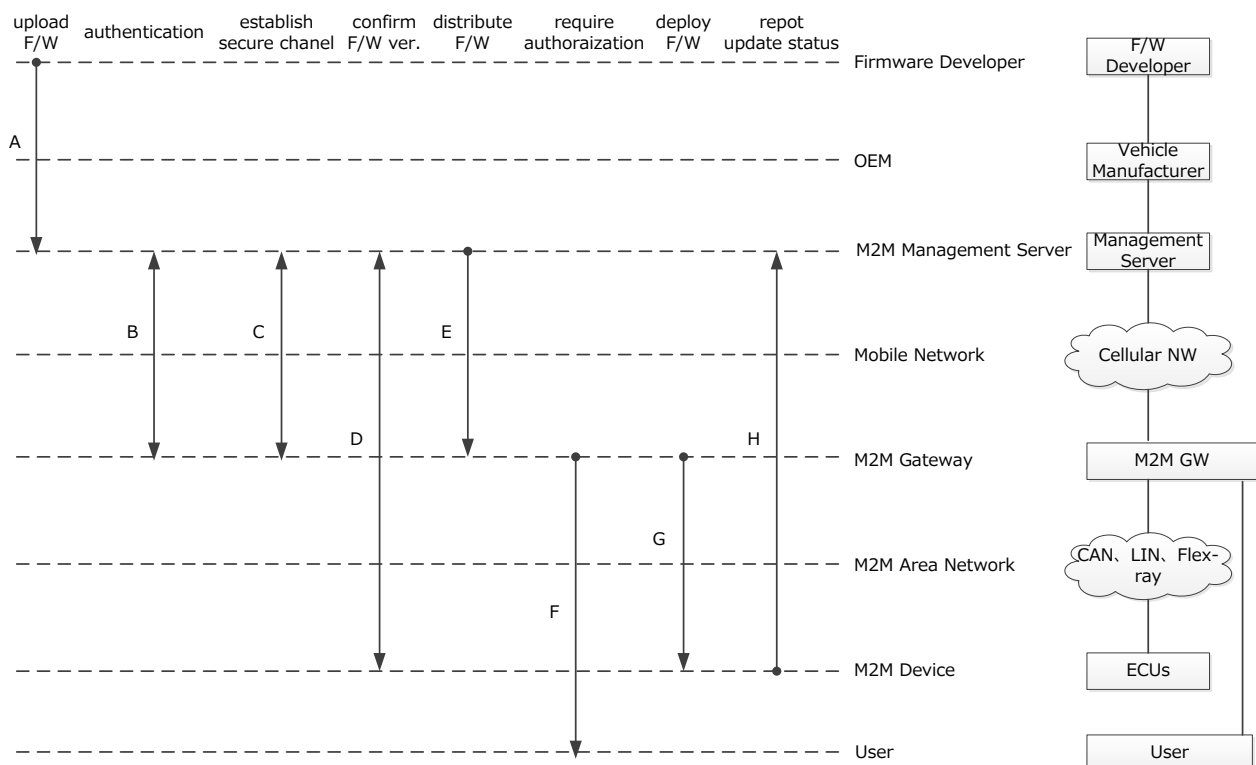 upload
F/W
authentication
establish
secure chanel
confirm
F/W ver.
distribute
F/W
require
authoraization
deploy
F/W
repot
update status
Firmware Developer
F/W
Developer
A
OEM
Vehicle
Manufacturer
M2M Management Server
Management
Server
B
C
E
Mobile Network
Cellular NW
D
H
M2M Gateway
M2M GW
G
M2M Area Network
CAN、LIN、Flex-
ray
F
M2M Device
ECUs
User
User